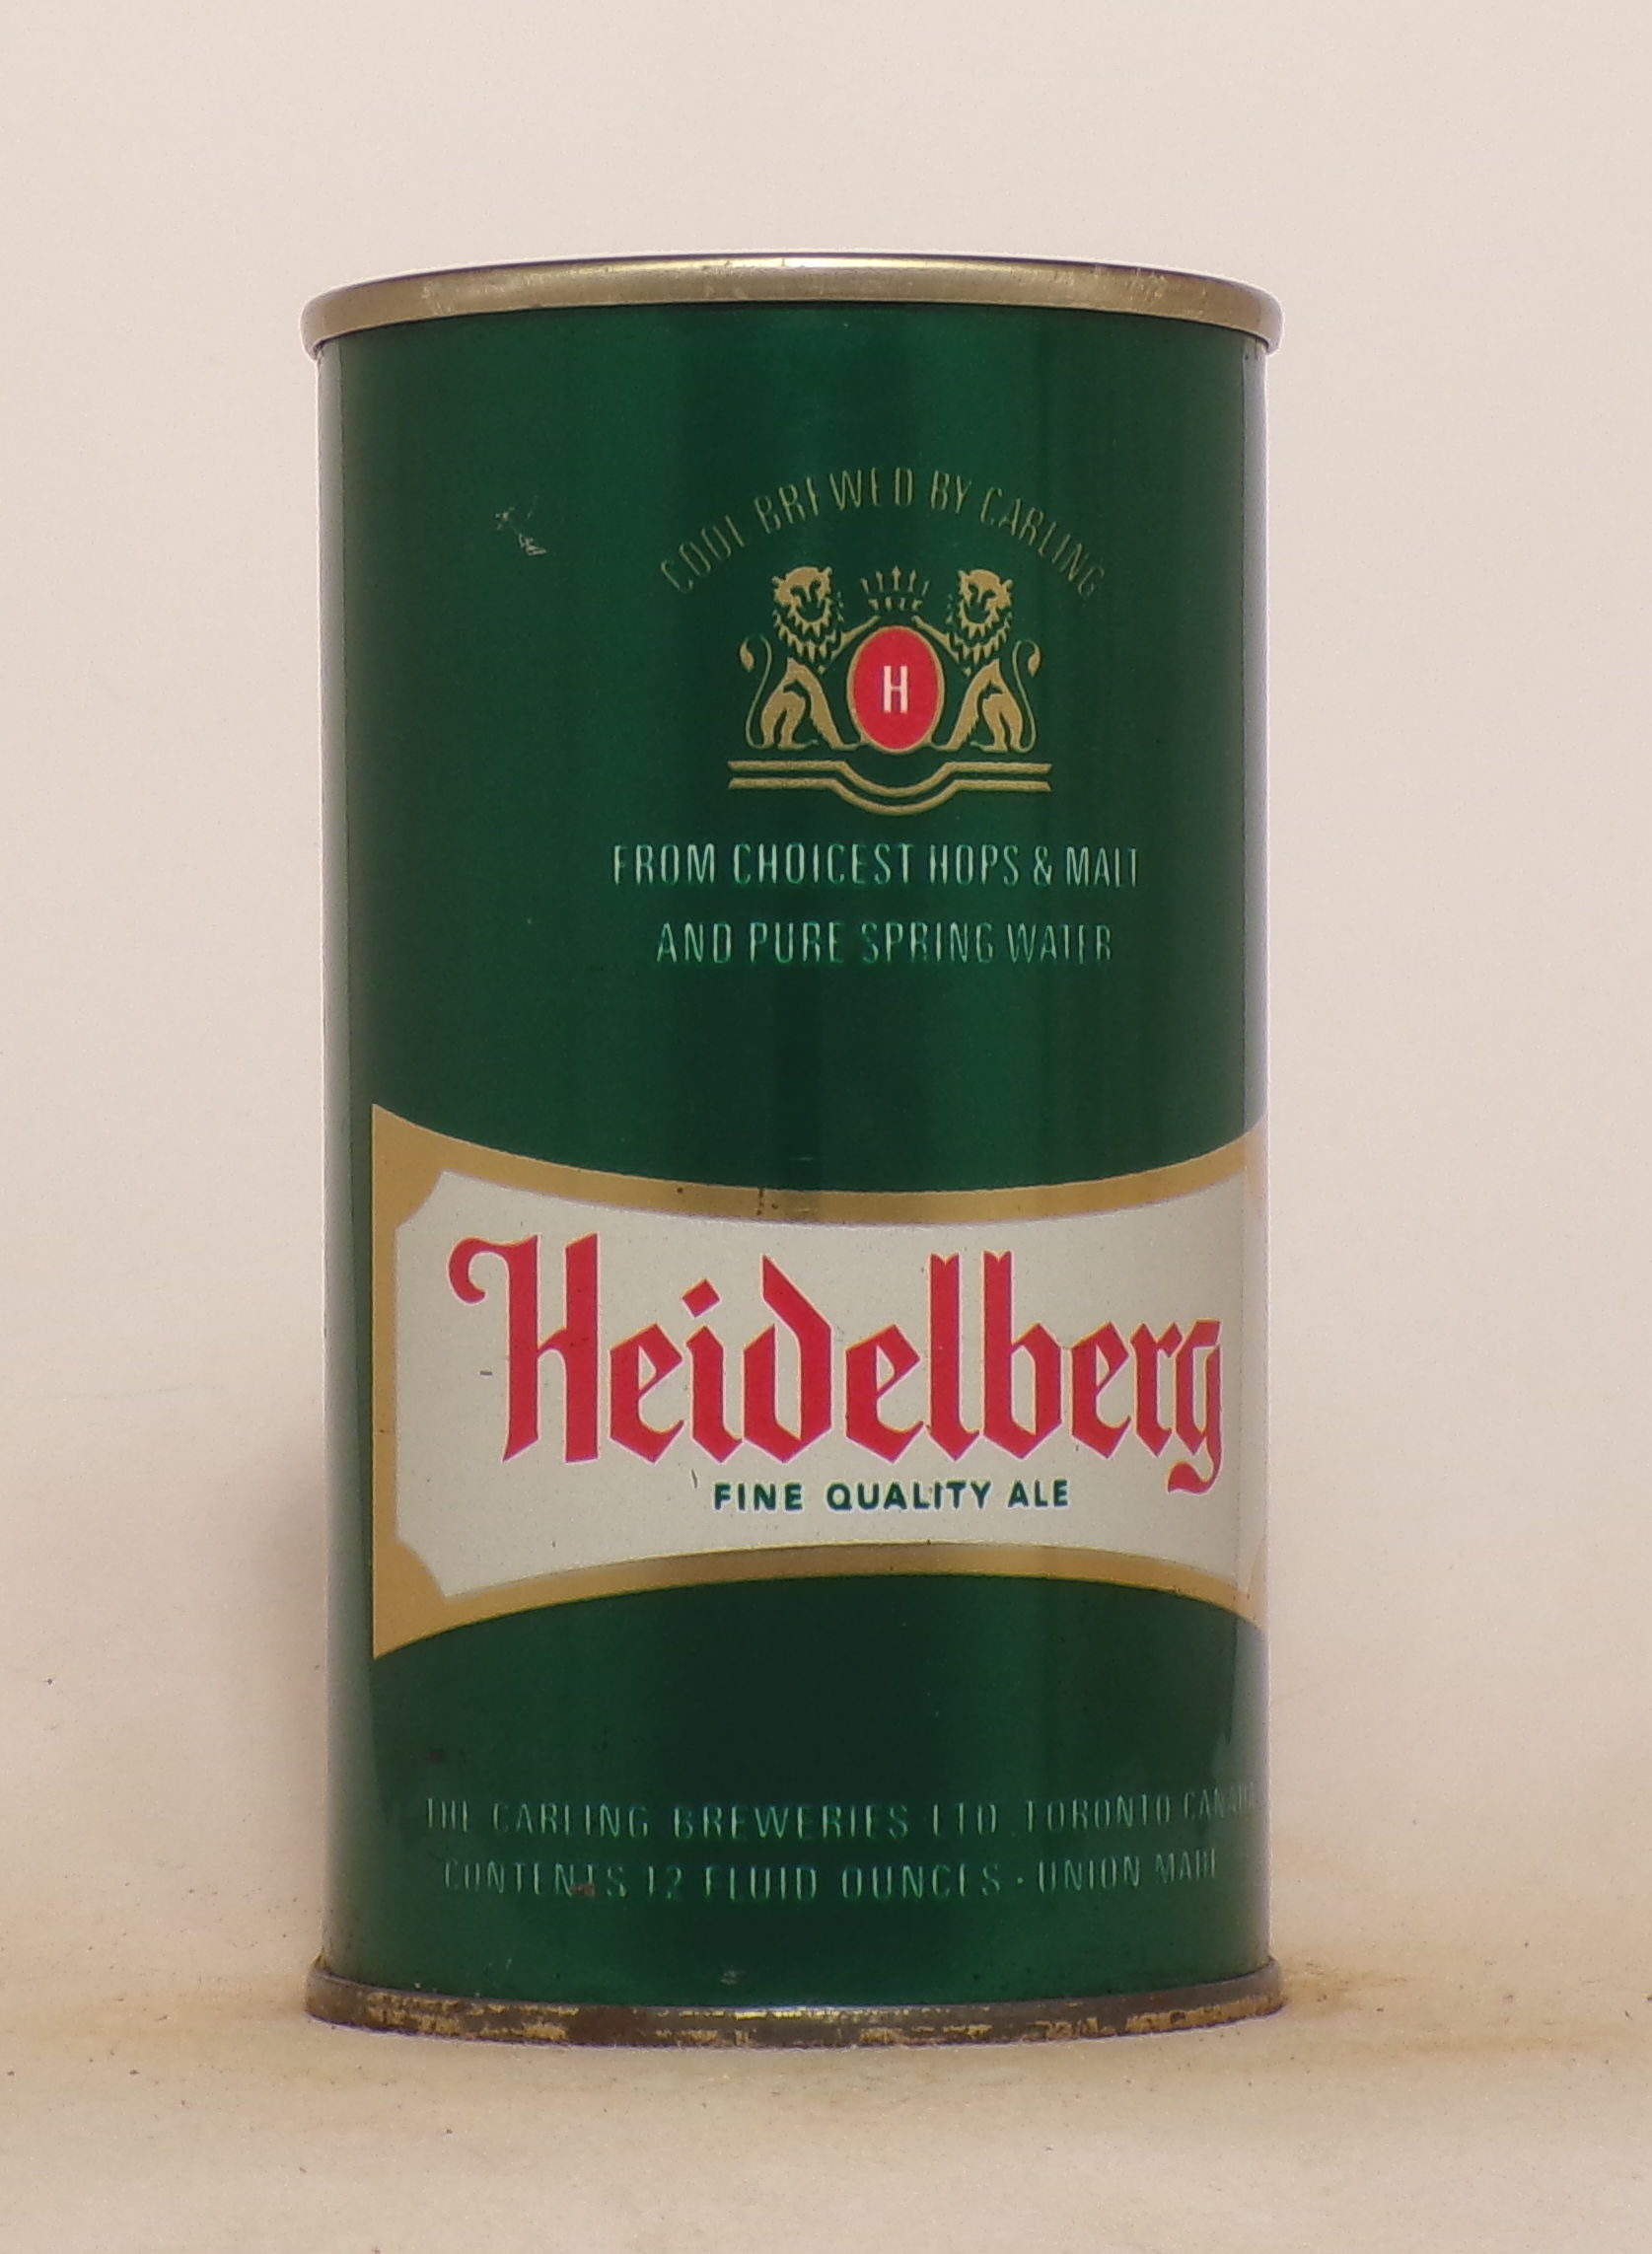 COOL BREWED BY CARLING
H
FROM CHOICEST HOPS & MALT
AND PURE SPRING WATER
Heidelberg
FINE QUALITY ALE
THE CARLING BREWERIES LTD. TORONTO CANADA
CONTENTS 12 FLUID OUNCES · UNION MADE